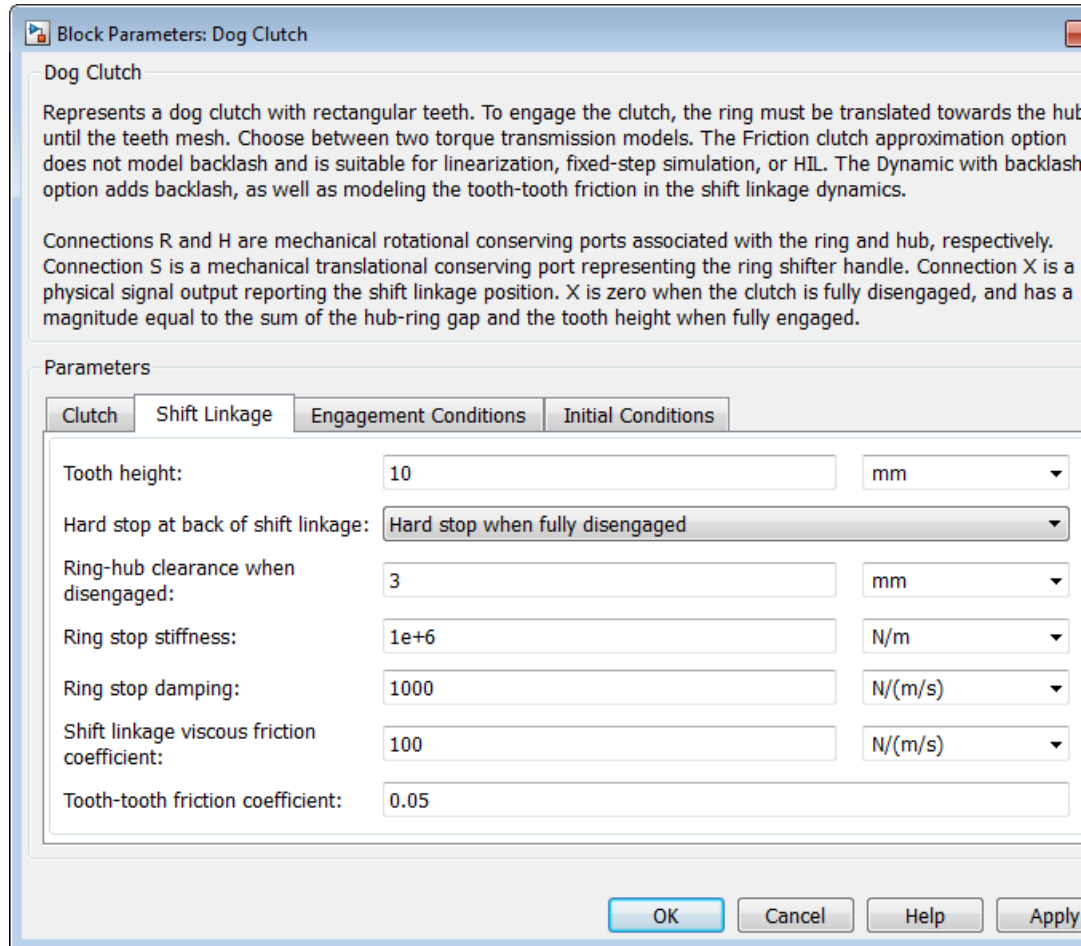 Block Parameters: Dog Clutch
Dog Clutch
Represents a dog clutch with rectangular teeth. To engage the clutch, the ring must be translated towards the hub
until the teeth mesh. Choose between two torque transmission models. The Friction clutch approximation option
does not model backlash and is suitable for linearization, fixed-step simulation, or HIL. The Dynamic with backlash
option adds backlash, as well as modeling the tooth-tooth friction in the shift linkage dynamics.
Connections R and H are mechanical rotational conserving ports associated with the ring and hub, respectively.
Connection S is a mechanical translational conserving port representing the ring shifter handle. Connection X is a
physical signal output reporting the shift linkage position. X is zero when the clutch is fully disengaged, and has a
magnitude equal to the sum of the hub-ring gap and the tooth height when fully engaged.
Parameters
Clutch Shift Linkage Engagement Conditions Initial Conditions
Tooth height: 10 mm
Hard stop at back of shift linkage: Hard stop when fully disengaged
Ring-hub clearance when
disengaged: 3 mm
Ring stop stiffness: 1e+6 N/m
Ring stop damping: 1000 N/(m/s)
Shift linkage viscous friction
coefficient: 100 N/(m/s)
Tooth-tooth friction coefficient: 0.05
OK Cancel Help Apply